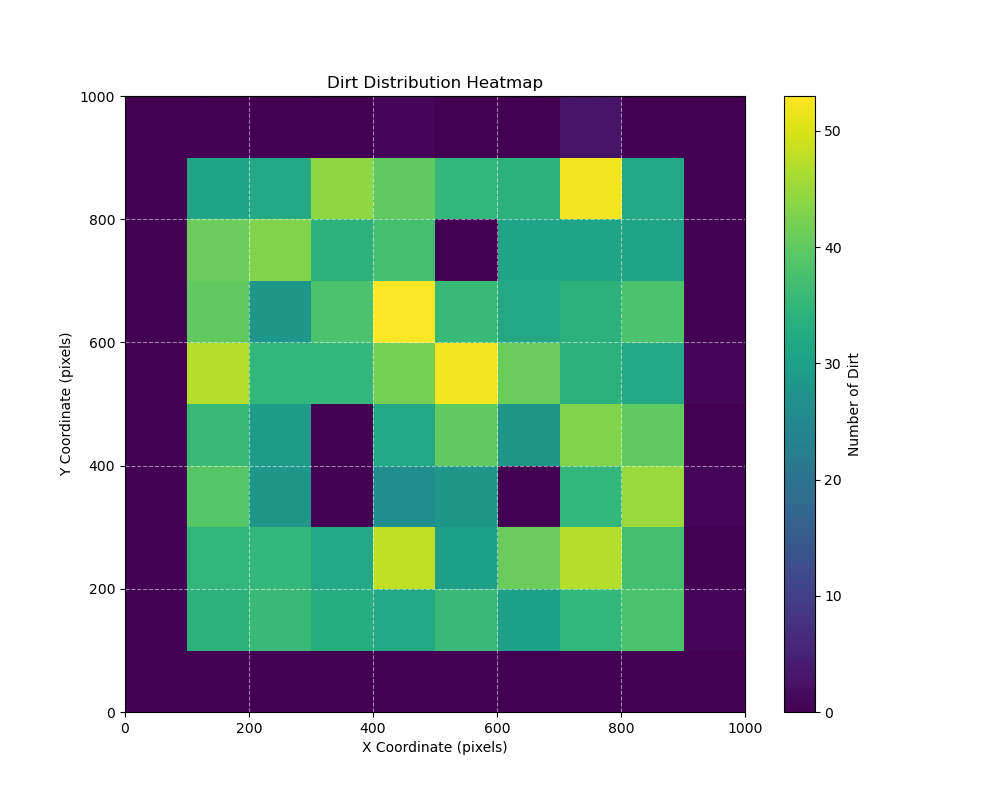 Dirt Distribution Heatmap
1000
800
600
400
200
0
Y Coordinate (pixels)
0 200 400 600 800 1000
X Coordinate (pixels)
50
40
30
20
10
0
Number of Dirt